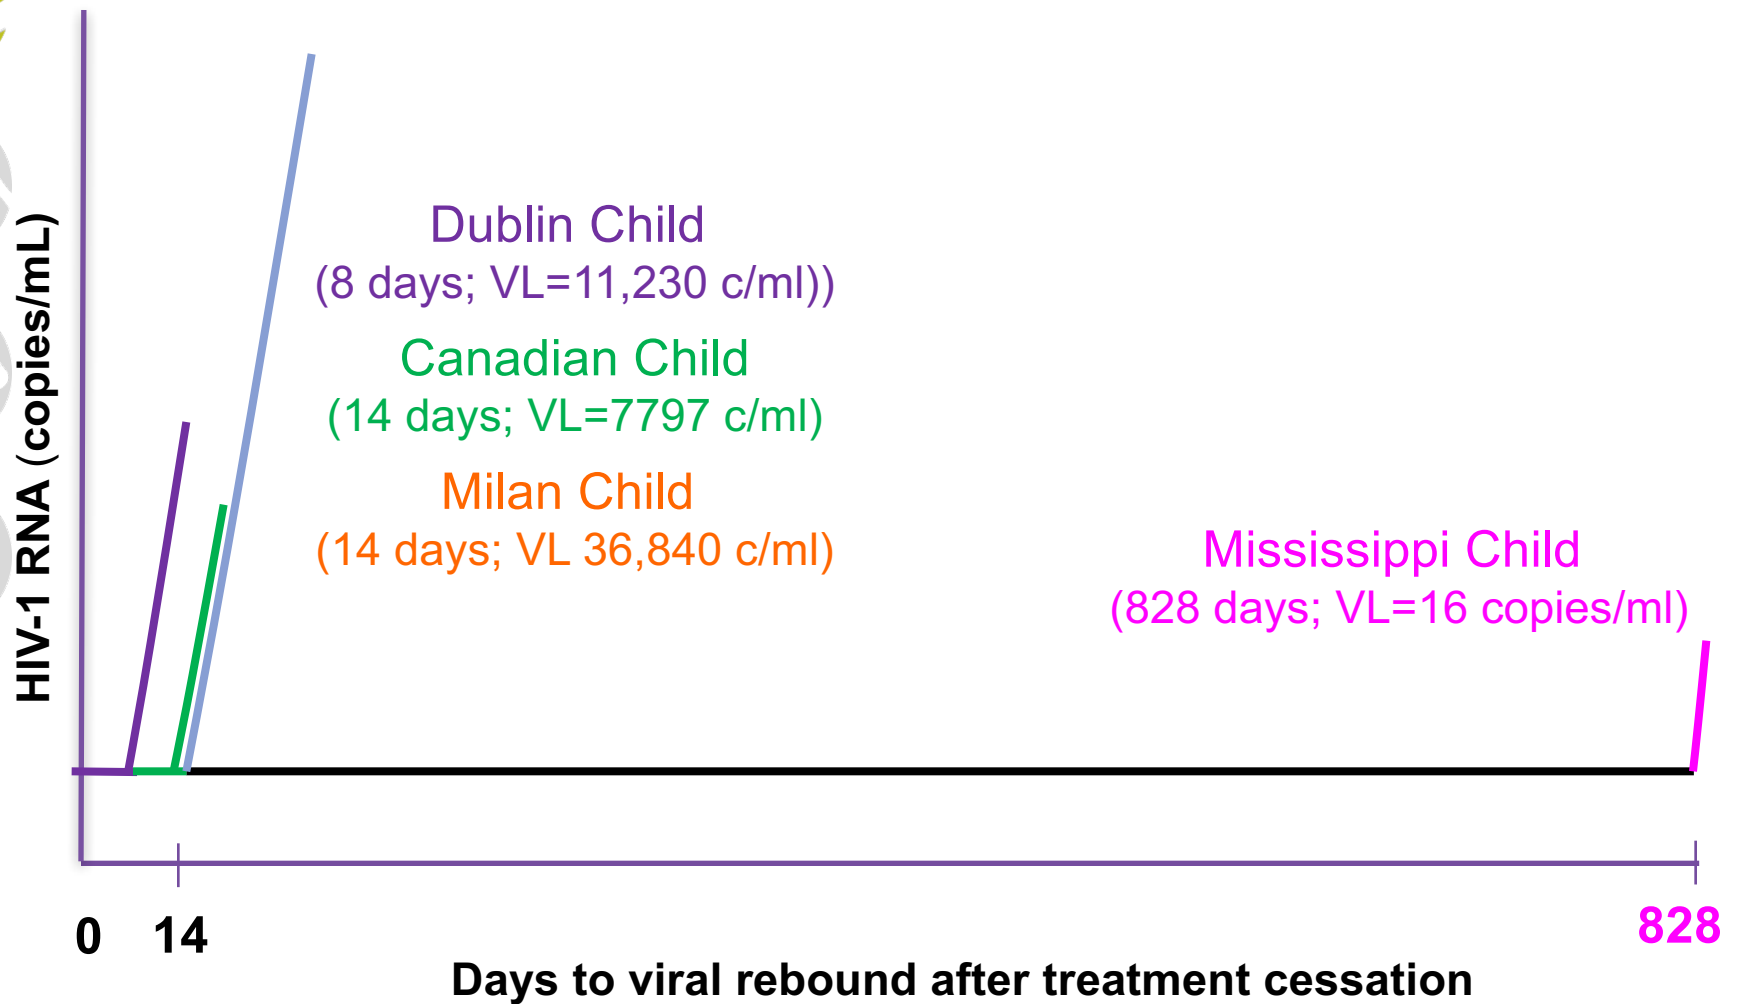 HIV-1 RNA (copies/mL)
Dublin Child
(8 days; VL=11,230 c/ml))
Canadian Child
(14 days; VL=7797 c/ml)
Milan Child
(14 days; VL 36,840 c/ml)
Mississippi Child
(828 days; VL=16 copies/ml)
0 14 828
Days to viral rebound after treatment cessation